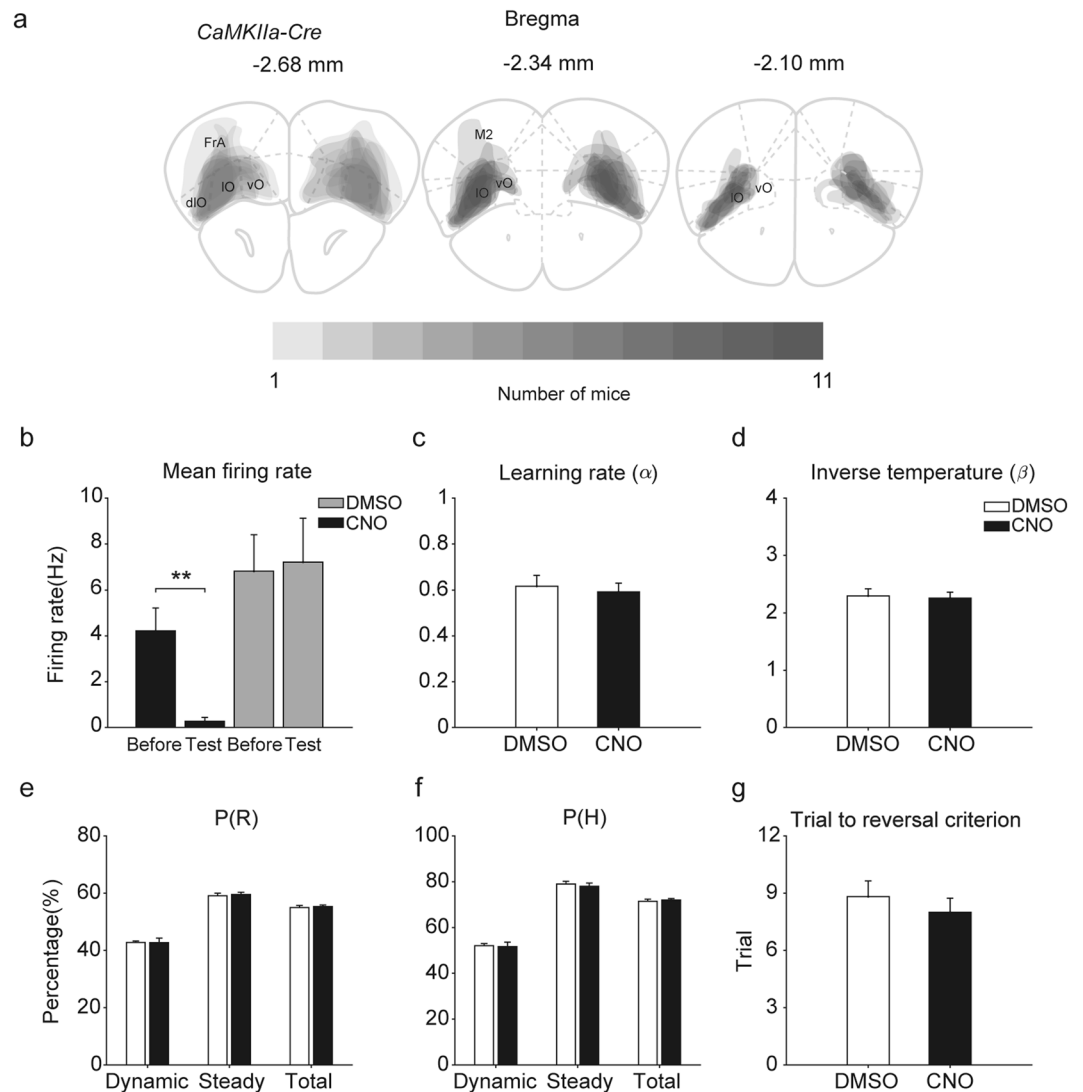 a
CaMKIIa-Cre
Bregma
-2.68 mm
-2.34 mm
-2.10 mm
FrA
lO
vO
dlO
M2
lO
vO
lO
vO
1
11
Number of mice
b
Mean firing rate
DMSO
CNO
Firing rate(Hz)
10
8
6
4
2
0
**
Before Test Before Test
c
Learning rate (α)
1
0.8
0.6
0.4
0.2
0
DMSO CNO
d
Inverse temperature (β)
DMSO
CNO
4
3
2
1
0
DMSO CNO
e
P(R)
Percentage(%)
80
60
40
20
0
Dynamic Steady Total
f
P(H)
100
80
60
40
20
0
Dynamic Steady Total
g
Trial to reversal criterion
Trial
12
9
6
3
0
DMSO CNO